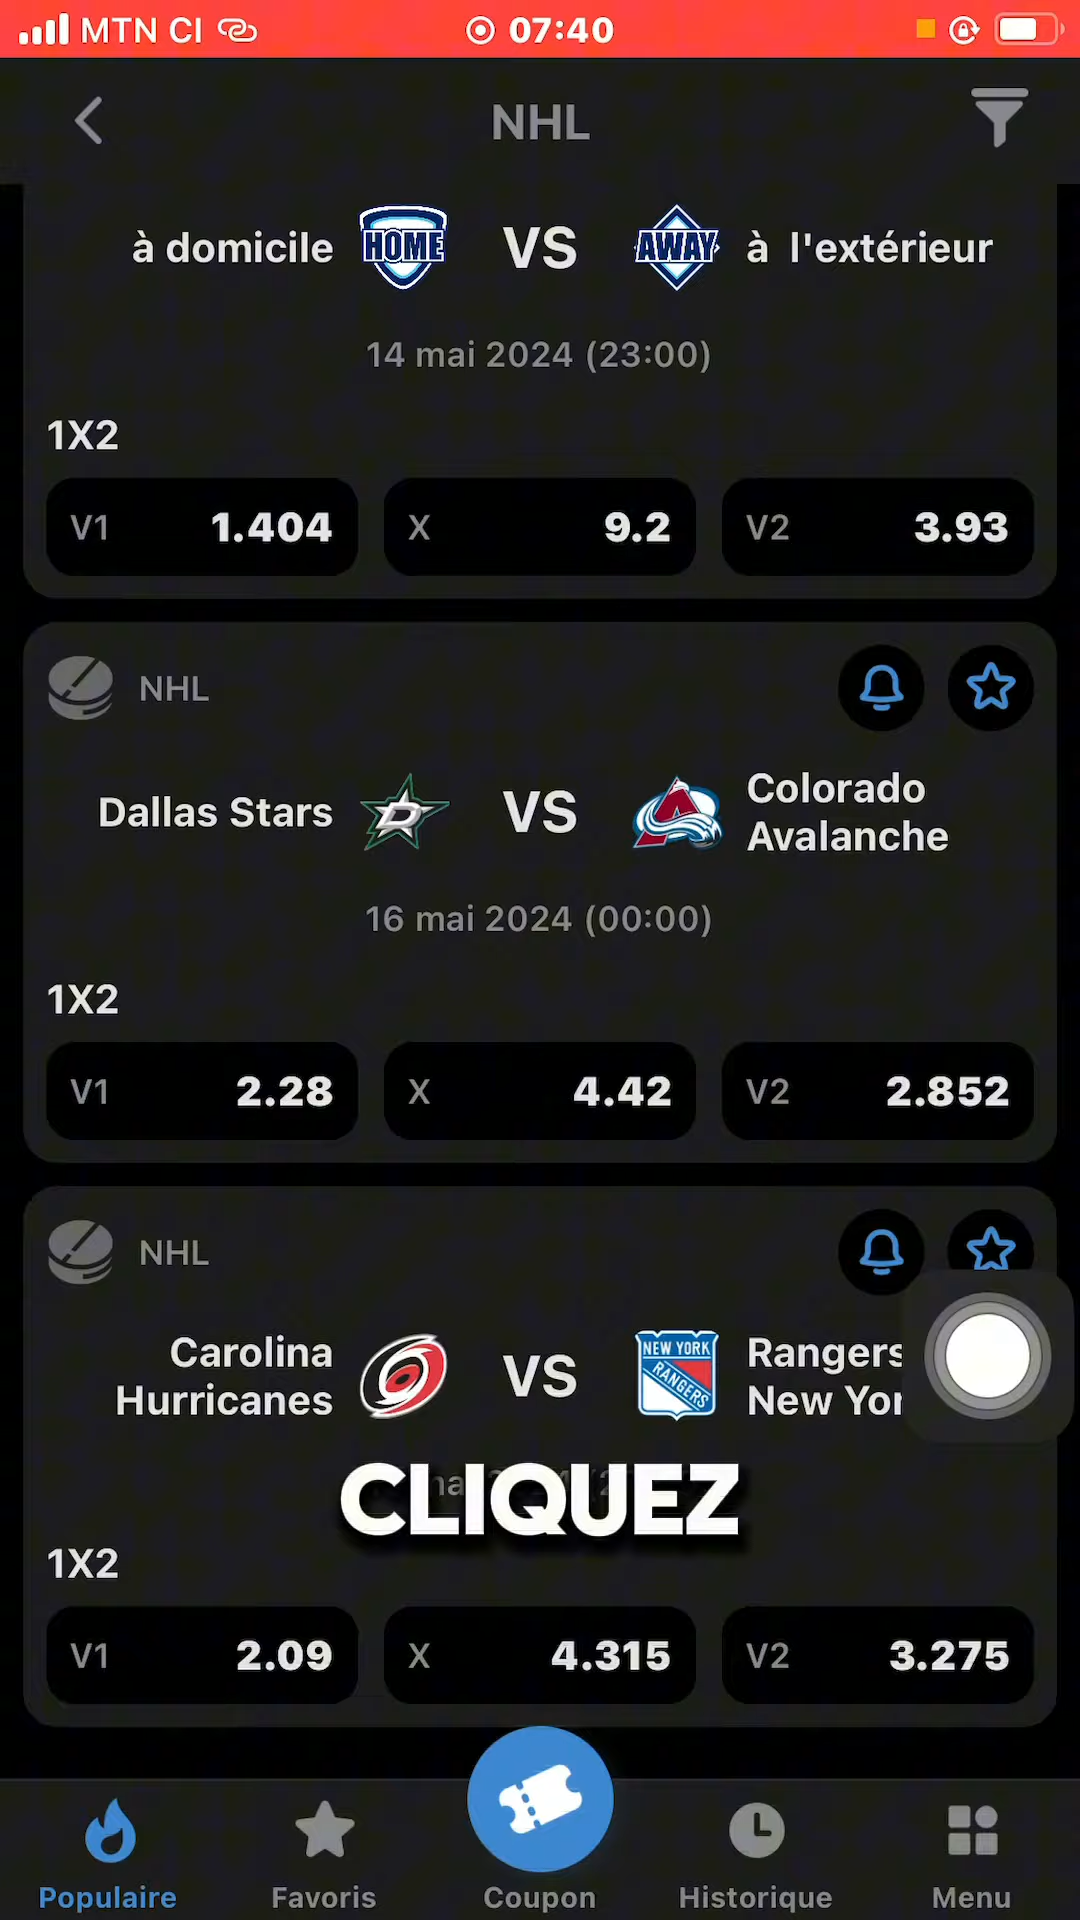 MTN CI 07:40
NHL
à domicile HOME VS AWAY à l'extérieur
14 mai 2024 (23:00)
1X2
V1 1.404 X 9.2 V2 3.93
NHL
Dallas Stars D VS A Colorado
Avalanche
16 mai 2024 (00:00)
1X2
V1 2.28 X 4.42 V2 2.852
NHL
Carolina
Hurricanes VS NEW YORK
RANGERS Rangers
New Yor
CLIQUEZ
1X2
V1 2.09 X 4.315 V2 3.275
Populaire Favoris Coupon Historique Menu